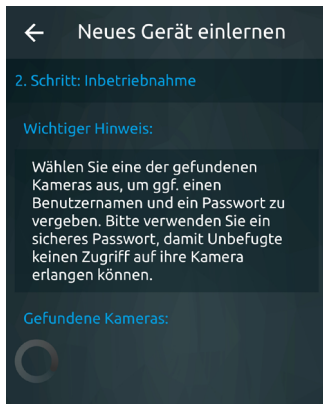 Neues Gerät einlernen
2. Schritt: Inbetriebnahme
Wichtiger Hinweis:
Wählen Sie eine der gefundenen
Kameras aus, um ggf. einen
Benutzernamen und ein Passwort zu
vergeben. Bitte verwenden Sie ein
sicheres Passwort, damit Unbefugte
keinen Zugriff auf ihre Kamera
erlangen können.
Gefundene Kameras: